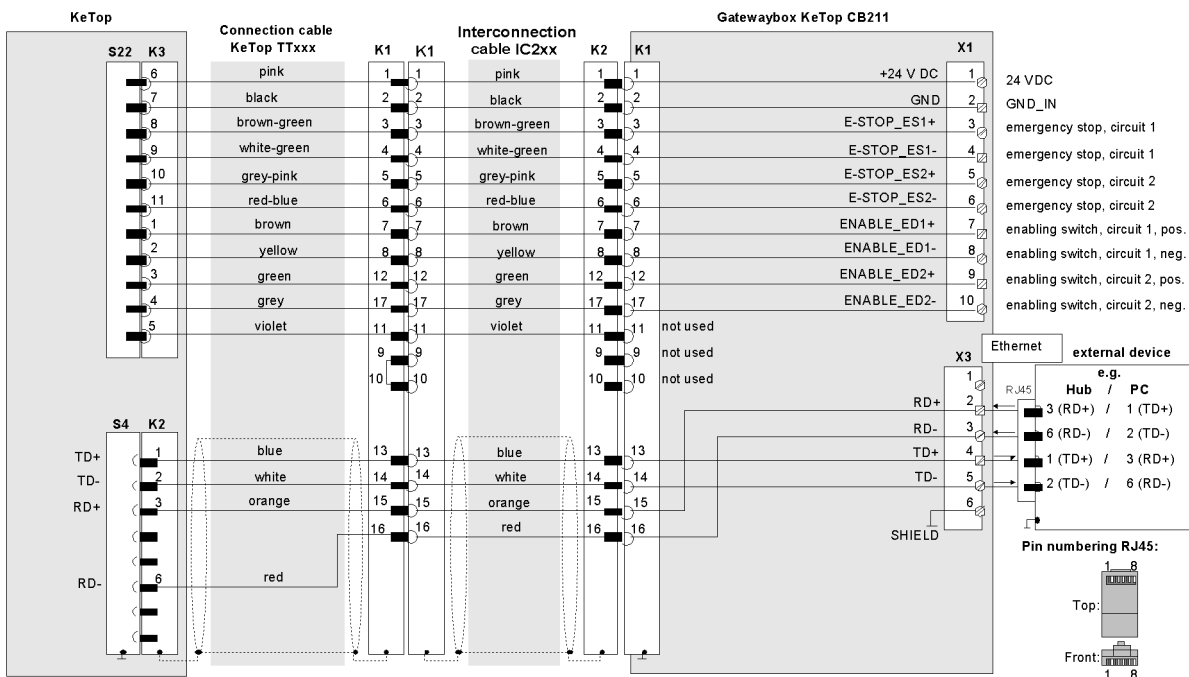 KeTop
Connection cable
KeTop TTxxx
Interconnection
cable IC2xx
Gatewaybox KeTop CB211
S22 K3 K1 K1 K2 K1 X1
6 pink 1 1 pink 1 1 +24 V DC 1 24 VDC
7 black 2 2 black 2 2 GND 2 GND_IN
8 brown-green 3 3 brown-green 3 3 E-STOP_ES1+ 3 emergency stop, circuit 1
9 white-green 4 4 white-green 4 4 E-STOP_ES1- 4 emergency stop, circuit 1
10 grey-pink 5 5 grey-pink 5 5 E-STOP_ES2+ 5 emergency stop, circuit 2
11 red-blue 6 6 red-blue 6 6 E-STOP_ES2- 6 emergency stop, circuit 2
1 brown 7 7 brown 7 7 ENABLE_ED1+ 7 enabling switch, circuit 1, pos.
2 yellow 8 8 yellow 8 8 ENABLE_ED1- 8 enabling switch, circuit 1, neg.
3 green 12 12 green 12 12 ENABLE_ED2+ 9 enabling switch, circuit 2, pos.
4 grey 17 17 grey 17 17 ENABLE_ED2- 10 enabling switch, circuit 2, neg.
5 violet 11 11 violet 11 11 not used
9 9 9 9 not used
10 10 10 10 not used
Ethernet
external device
e.g.
Hub / PC
X3
RJ45
1
RD+ 2 3 (RD+) / 1 (TD+)
RD- 3 6 (RD-) / 2 (TD-)
TD+ 4 1 (TD+) / 3 (RD+)
TD- 5 2 (TD-) / 6 (RD-)
6
SHIELD
S4 K2
TD+ 1 blue 13 13 blue 13 13
TD- 2 white 14 14 white 14 14
RD+ 3 orange 15 15 orange 15 15
16 16 red 16 16
RD- 6 red
Pin numbering RJ45:
1 8
Top:
Front:
1 8